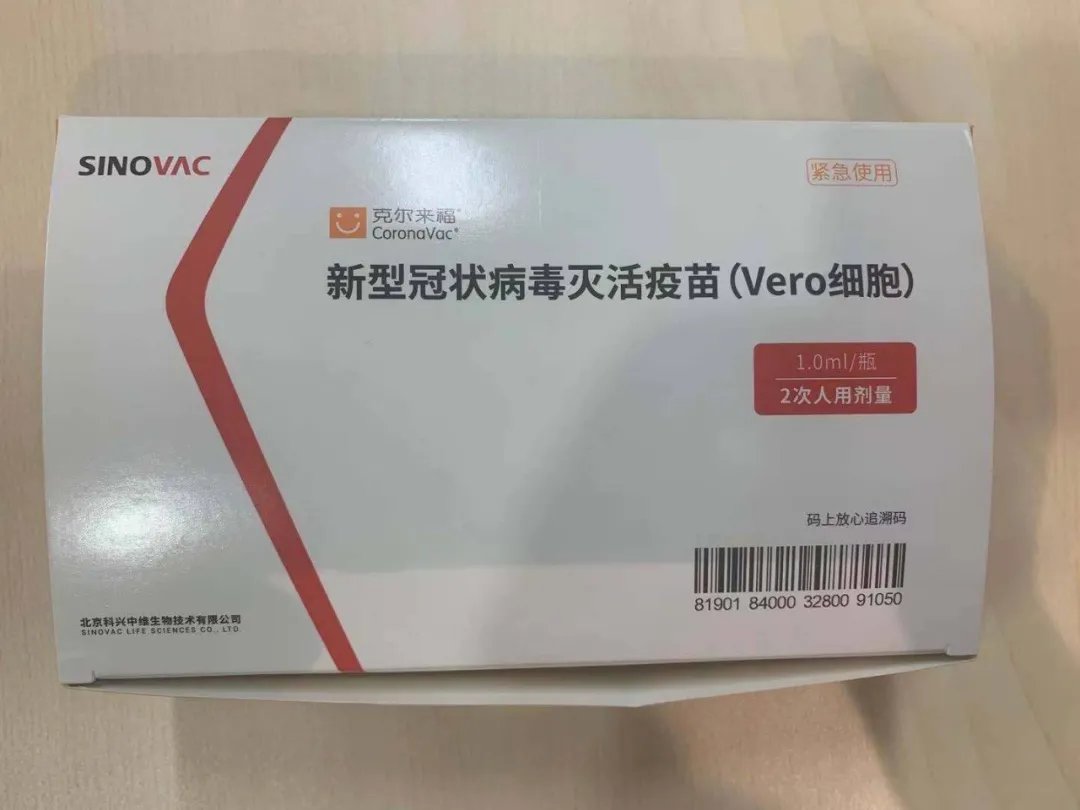 SINOVAC
紧急使用
克尔来福®
CoronaVac®
新型冠状病毒灭活疫苗(Vero细胞)
1.0ml/瓶
2次人用剂量
码上放心追溯码
81901 84000 32800 91050
北京科兴中维生物技术有限公司
SINOVAC LIFE SCIENCES CO., LTD.